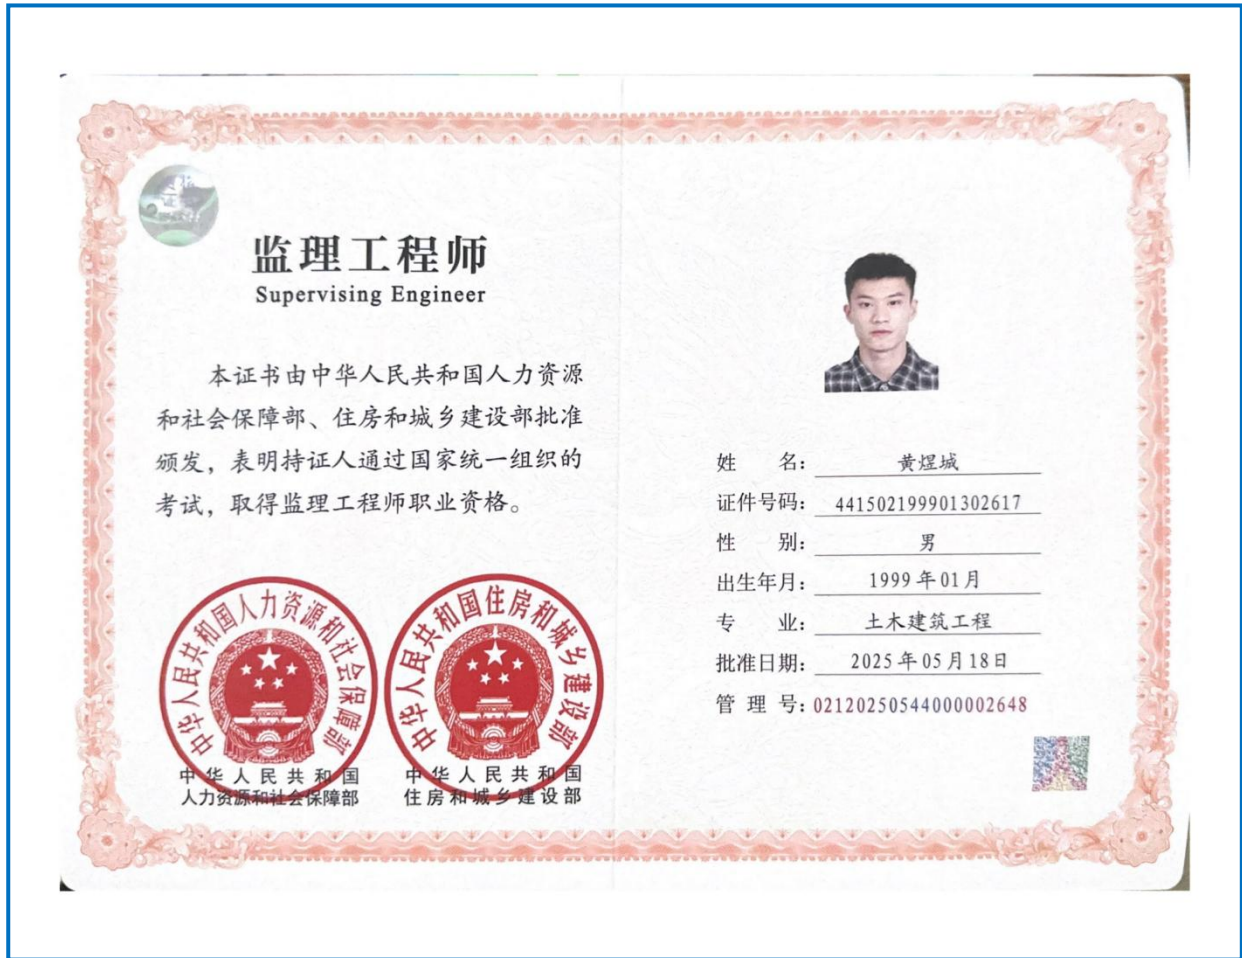 监理工程师
Supervising Engineer
本证书由中华人民共和国人力资源
和社会保障部、住房和城乡建设部批准
颁发，表明持证人通过国家统一组织的
考试，取得监理工程师职业资格。
中华人民共和国人力资源和社会保障部
中华人民共和国
人力资源和社会保障部
中华人民共和国住房和城乡建设部
中华人民共和国
住房和城乡建设部
姓 名：黄煜城
证件号码：441502199901302617
性 别：男
出生年月：1999年01月
专 业：土木建筑工程
批准日期：2025年05月18日
管 理 号：02120250544000002648